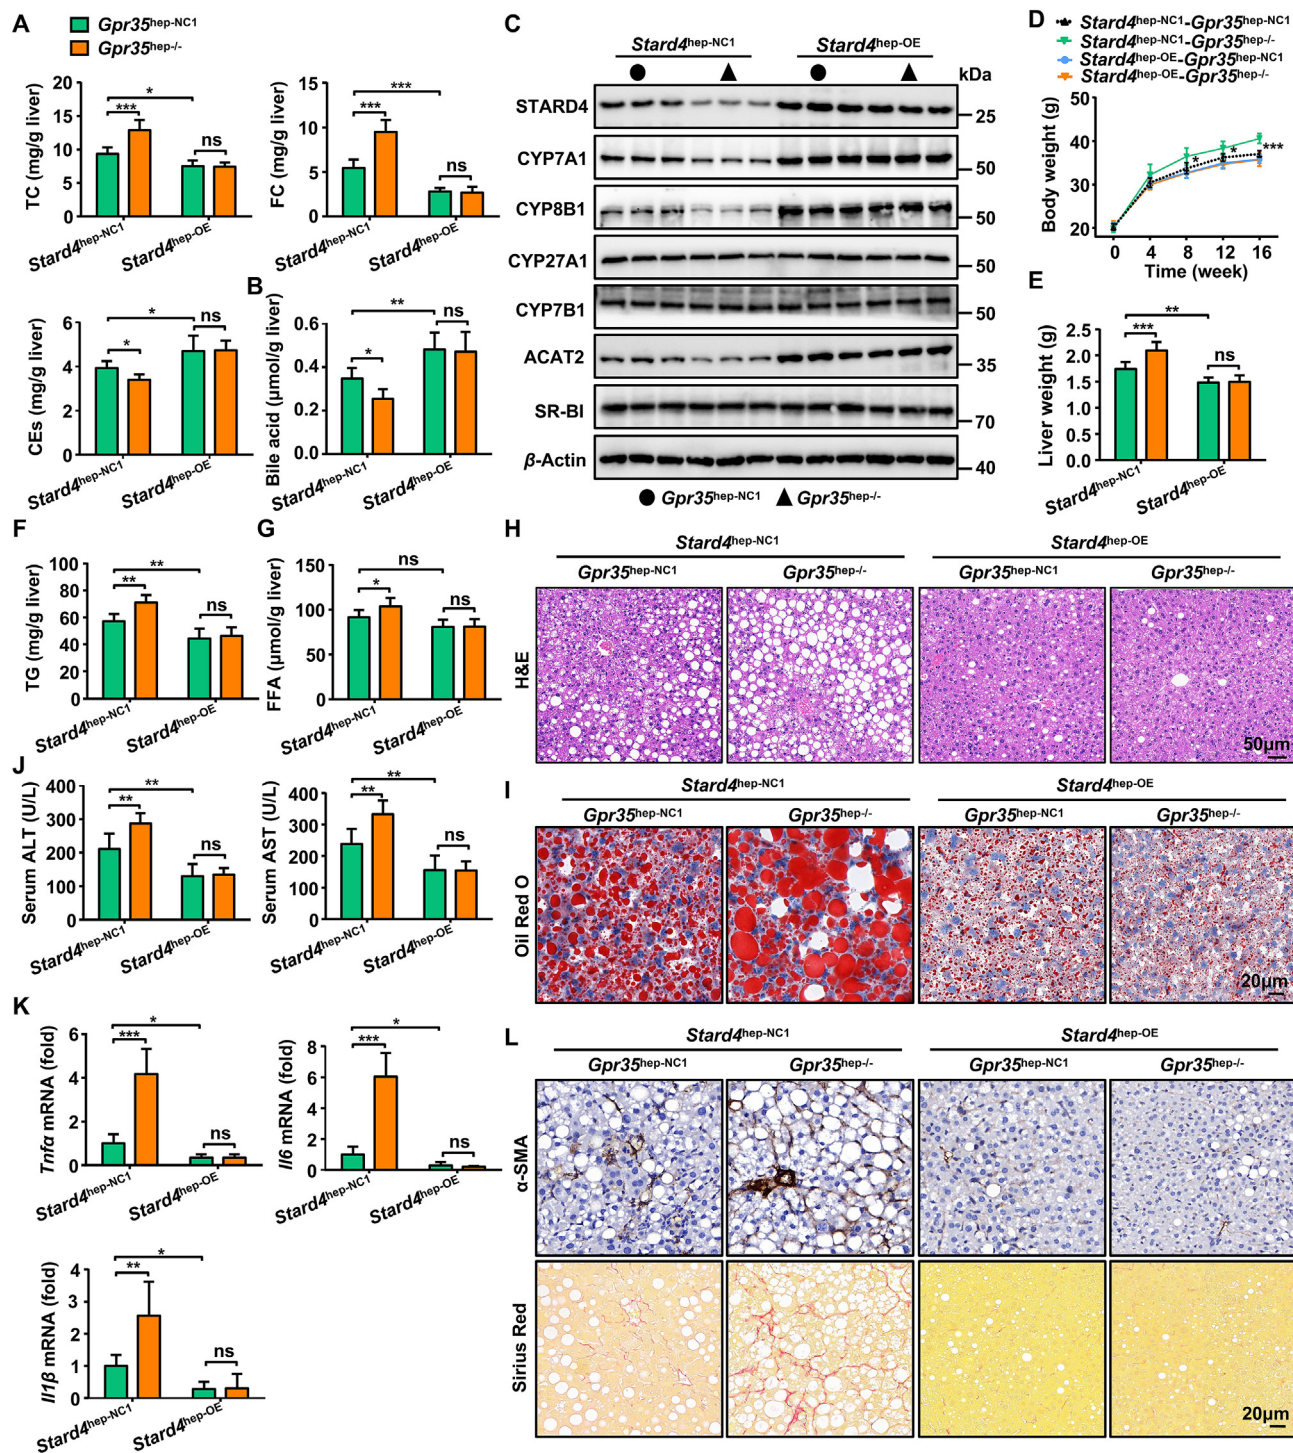 A
Gpr35hep-NC1
Gpr35hep-/-
TC (mg/g liver)
20
15
10
5
0
*
***
ns
Stard4hep-NC1
Stard4hep-OE
FC (mg/g liver)
15
10
5
0
***
***
ns
Stard4hep-NC1
Stard4hep-OE
CEs (mg/g liver)
6
4
2
0
*
*
ns
Stard4hep-NC1
Stard4hep-OE
B
Bile acid (μmol/g liver)
0.6
0.4
0.2
0.0
**
*
ns
Stard4hep-NC1
Stard4hep-OE
C
Stard4hep-NC1
Stard4hep-OE
kDa
STARD4
25
CYP7A1
50
CYP8B1
50
CYP27A1
50
CYP7B1
50
ACAT2
35
SR-BI
70
β-Actin
40
Gpr35hep-NC1
Gpr35hep-/-
D
Stard4hep-NC1-Gpr35hep-NC1
Stard4hep-NC1-Gpr35hep-/-
Stard4hep-OE-Gpr35hep-NC1
Stard4hep-OE-Gpr35hep-/-
Body weight (g)
50
40
30
20
*
*
***
0 4 8 12 16
Time (week)
E
Liver weight (g)
2.5
2.0
1.5
1.0
0.5
0.0
**
***
ns
Stard4hep-NC1
Stard4hep-OE
F
TG (mg/g liver)
100
80
60
40
20
0
**
**
ns
Stard4hep-NC1
Stard4hep-OE
G
FFA (μmol/g liver)
150
100
50
0
ns
*
ns
Stard4hep-NC1
Stard4hep-OE
H
Stard4hep-NC1
Stard4hep-OE
Gpr35hep-NC1
Gpr35hep-/-
Gpr35hep-NC1
Gpr35hep-/-
H&E
50μm
I
Stard4hep-NC1
Stard4hep-OE
Gpr35hep-NC1
Gpr35hep-/-
Gpr35hep-NC1
Gpr35hep-/-
Oil Red O
20μm
J
Serum ALT (U/L)
400
300
200
100
0
**
**
ns
Stard4hep-NC1
Stard4hep-OE
Serum AST (U/L)
400
300
200
100
0
**
**
ns
Stard4hep-NC1
Stard4hep-OE
K
Tnfα mRNA (fold)
6
4
2
0
*
***
ns
Stard4hep-NC1
Stard4hep-OE
Il6 mRNA (fold)
8
6
4
2
0
*
***
ns
Stard4hep-NC1
Stard4hep-OE
Il1β mRNA (fold)
4
3
2
1
0
*
**
ns
Stard4hep-NC1
Stard4hep-OE
L
Stard4hep-NC1
Stard4hep-OE
Gpr35hep-NC1
Gpr35hep-/-
Gpr35hep-NC1
Gpr35hep-/-
α-SMA
Sirius Red
20μm